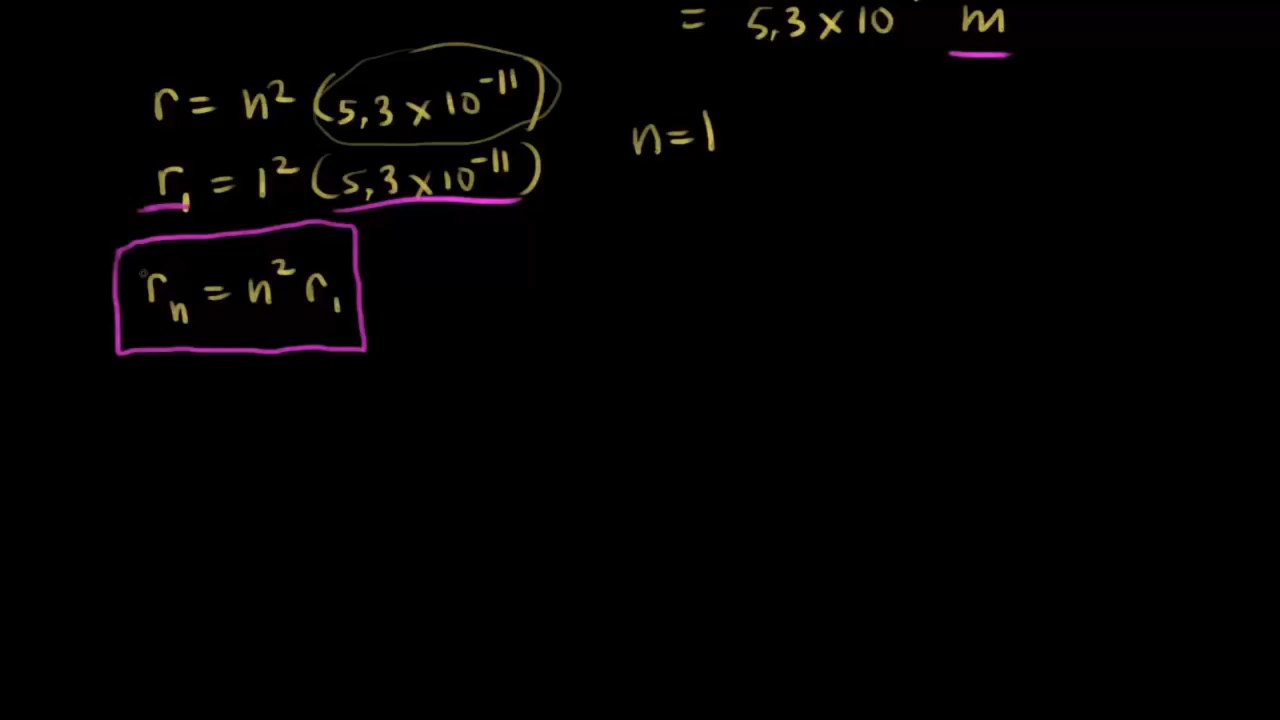 = 5,3 × 10 m
r = n² (5,3 × 10⁻¹¹)
n = 1
r₁ = 1² (5,3 × 10⁻¹¹)
rₙ = n² r₁